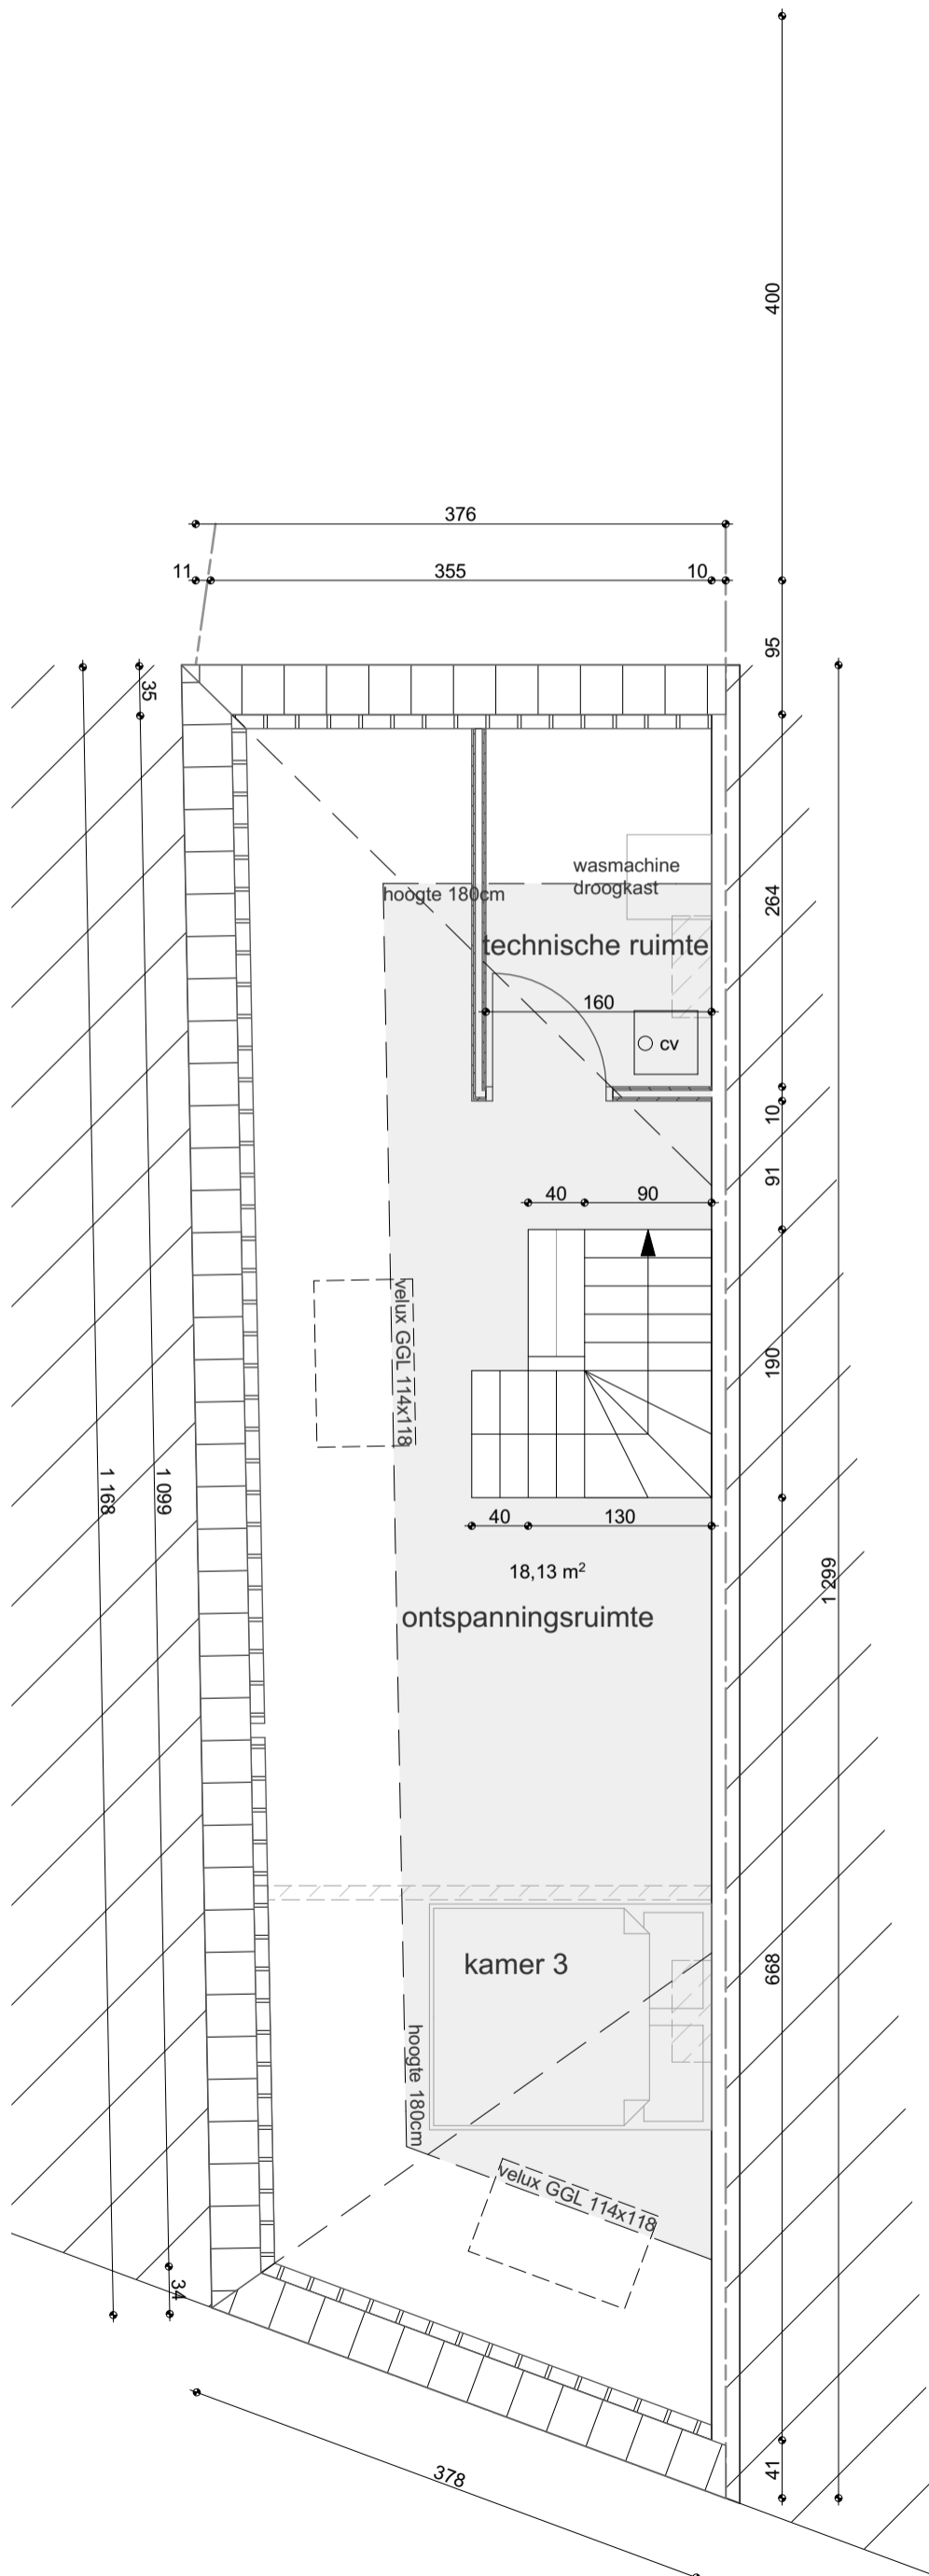 400
376
11
355
10
95
35
wasmachine
droogkast
hoogte 180cm
264
technische ruimte
160
cv
10
91
40
90
velux GGL 114x118
190
1 168
1 099
40
130
18,13 m²
1 299
ontspanningsruimte
kamer 3
668
hoogte 180cm
velux GGL 114x118
34
41
378